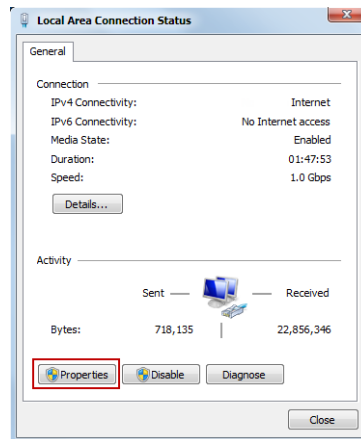 Local Area Connection Status
General
Connection
IPv4 Connectivity: Internet
IPv6 Connectivity: No Internet access
Media State: Enabled
Duration: 01:47:53
Speed: 1.0 Gbps
Details...
Activity
Sent — — Received
Bytes: 718,135 | 22,856,346
Properties Disable Diagnose
Close